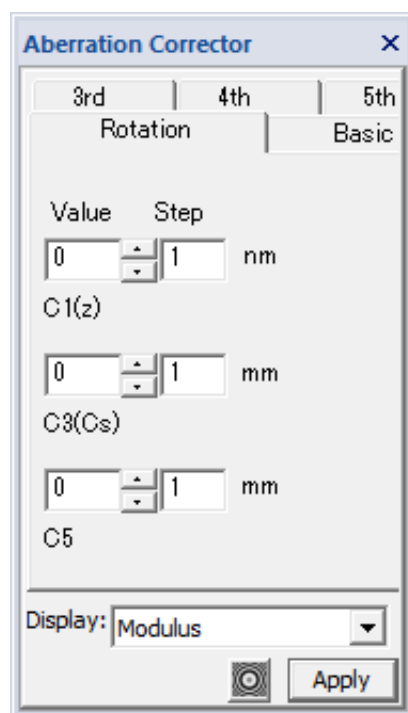 Aberration Corrector
3rd 4th 5th
Rotation Basic
Value Step
0 1 nm
C1(z)
0 1 mm
C3(Cs)
0 1 mm
C5
Display: Modulus
Apply